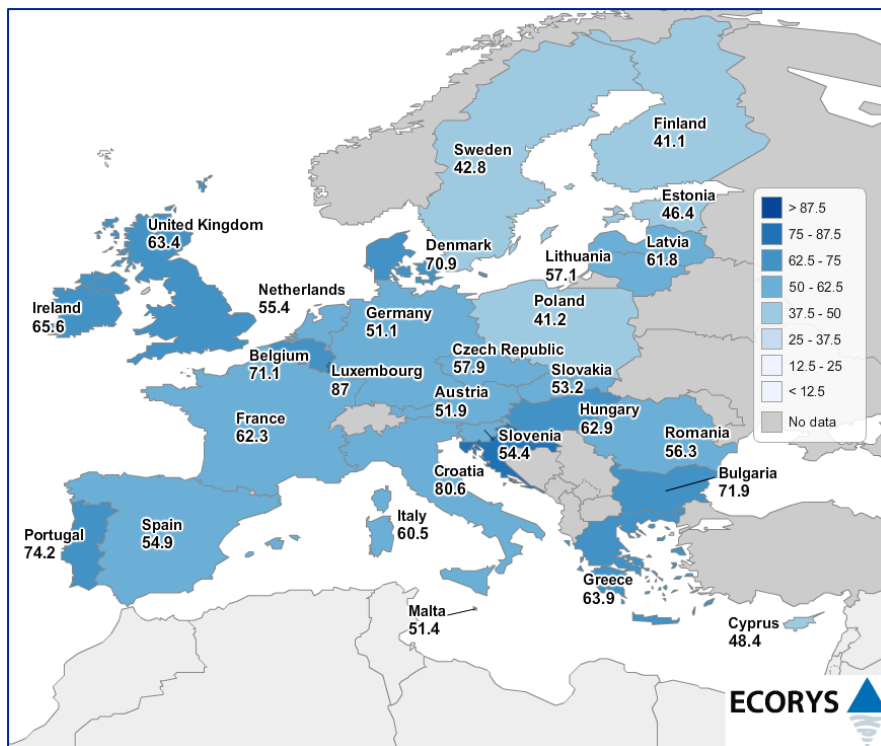 Finland
41.1
Sweden
42.8
Estonia
46.4
United Kingdom
63.4
Denmark
70.9
Latvia
61.8
Lithuania
57.1
Netherlands
55.4
Ireland
65.6
Germany
51.1
Poland
41.2
Belgium
71.1
Luxembourg
87
Czech Republic
57.9
Slovakia
53.2
Austria
51.9
France
62.3
Hungary
62.9
Slovenia
54.4
Romania
56.3
Croatia
80.6
Bulgaria
71.9
Portugal
74.2
Spain
54.9
Italy
60.5
Greece
63.9
Malta
51.4
Cyprus
48.4
> 87.5
75 - 87.5
62.5 - 75
50 - 62.5
37.5 - 50
25 - 37.5
12.5 - 25
< 12.5
No data
ECORYS